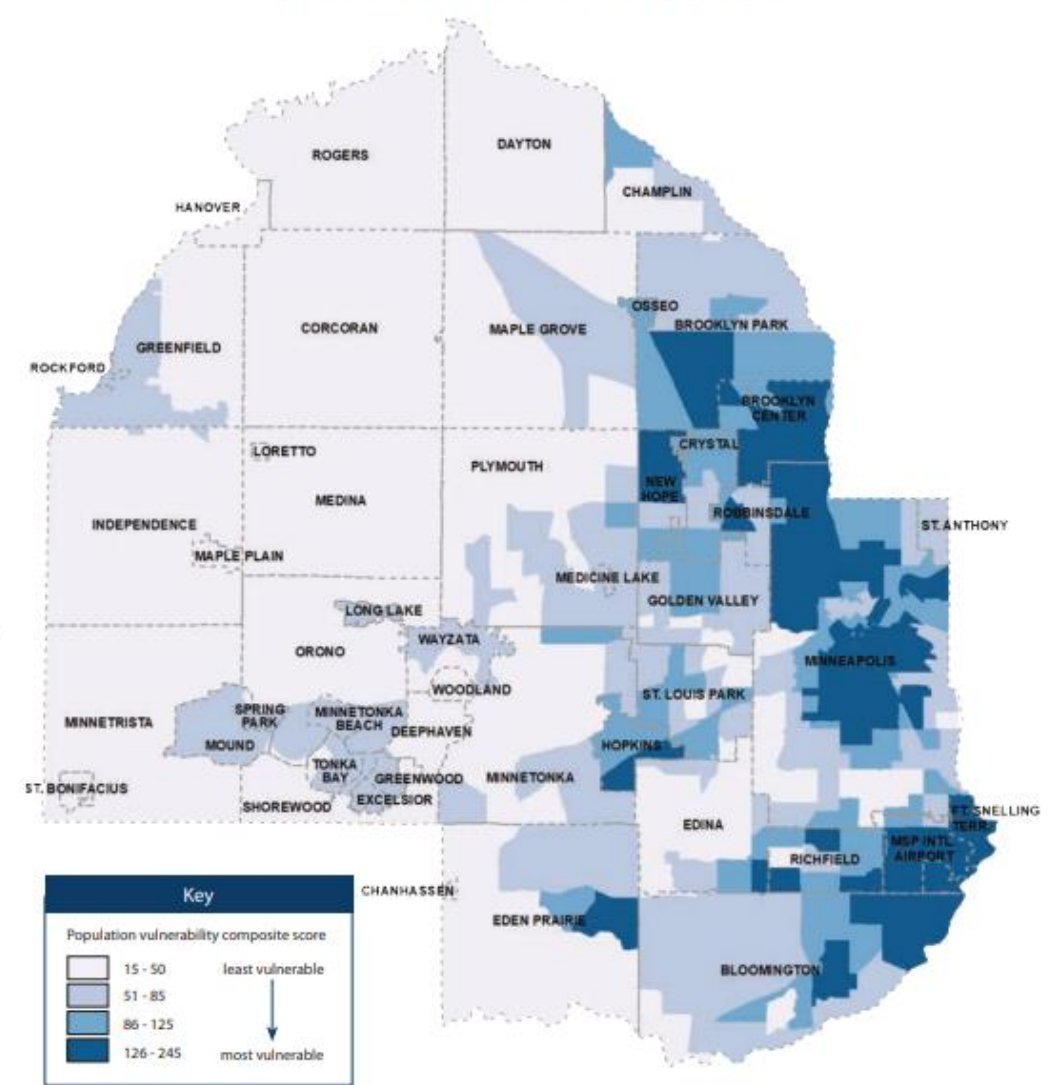 DAYTON
ROGERS
CHAMPLIN
HANOVER
OSSEO
BROOKLYN PARK
CORCORAN
MAPLE GROVE
GREENFIELD
ROCKFORD
BROOKLYN
CENTER
CRYSTAL
LORETTO
PLYMOUTH
NEW
HOPE
MEDINA
ROBBINSDALE
INDEPENDENCE
ST. ANTHONY
MAPLE PLAIN
MEDICINE LAKE
GOLDEN VALLEY
LONG LAKE
WAYZATA
ORONO
MINNEAPOLIS
WOODLAND
ST. LOUIS PARK
SPRING
PARK
MINNETONKA
BEACH
MINNETRISTA
DEEPHAVEN
MOUND
HOPKINS
TONKA
BAY
GREENWOOD
MINNETONKA
ST. BONIFACIUS
EXCELSIOR
SHOREWOOD
FT. SNELLING
TERR.
EDINA
MSP INTL
AIRPORT
RICHFIELD
CHANHASSEN
EDEN PRAIRIE
BLOOMINGTON
Key
Population vulnerability composite score
15 - 50 least vulnerable
51 - 85
86 - 125
126 - 245 most vulnerable